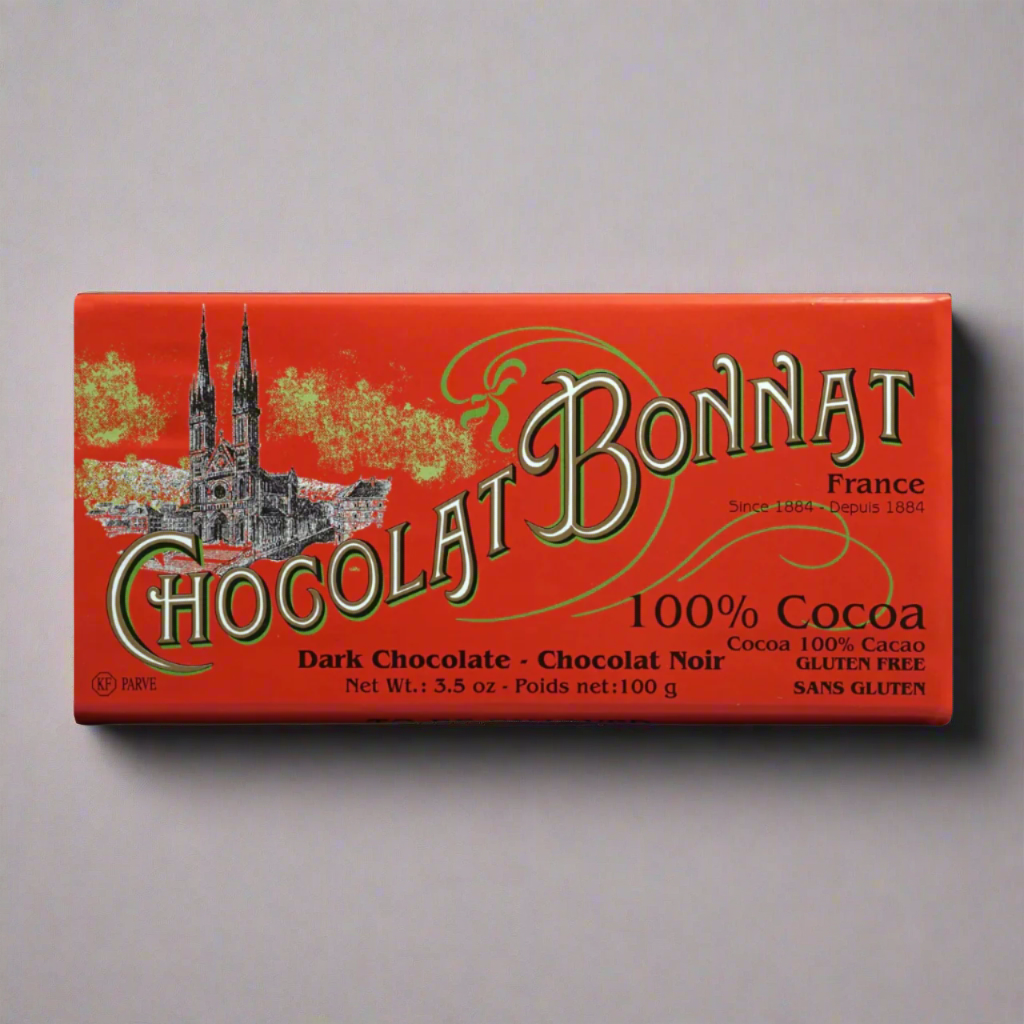 CHOCOLAT BONNAT
France
Since 1884 - Depuis 1884
100% Cocoa
Cocoa 100% Cacao
Dark Chocolate - Chocolat Noir
GLUTEN FREE
KF PARVE
Net Wt.: 3.5 oz - Poids net:100 g
SANS GLUTEN